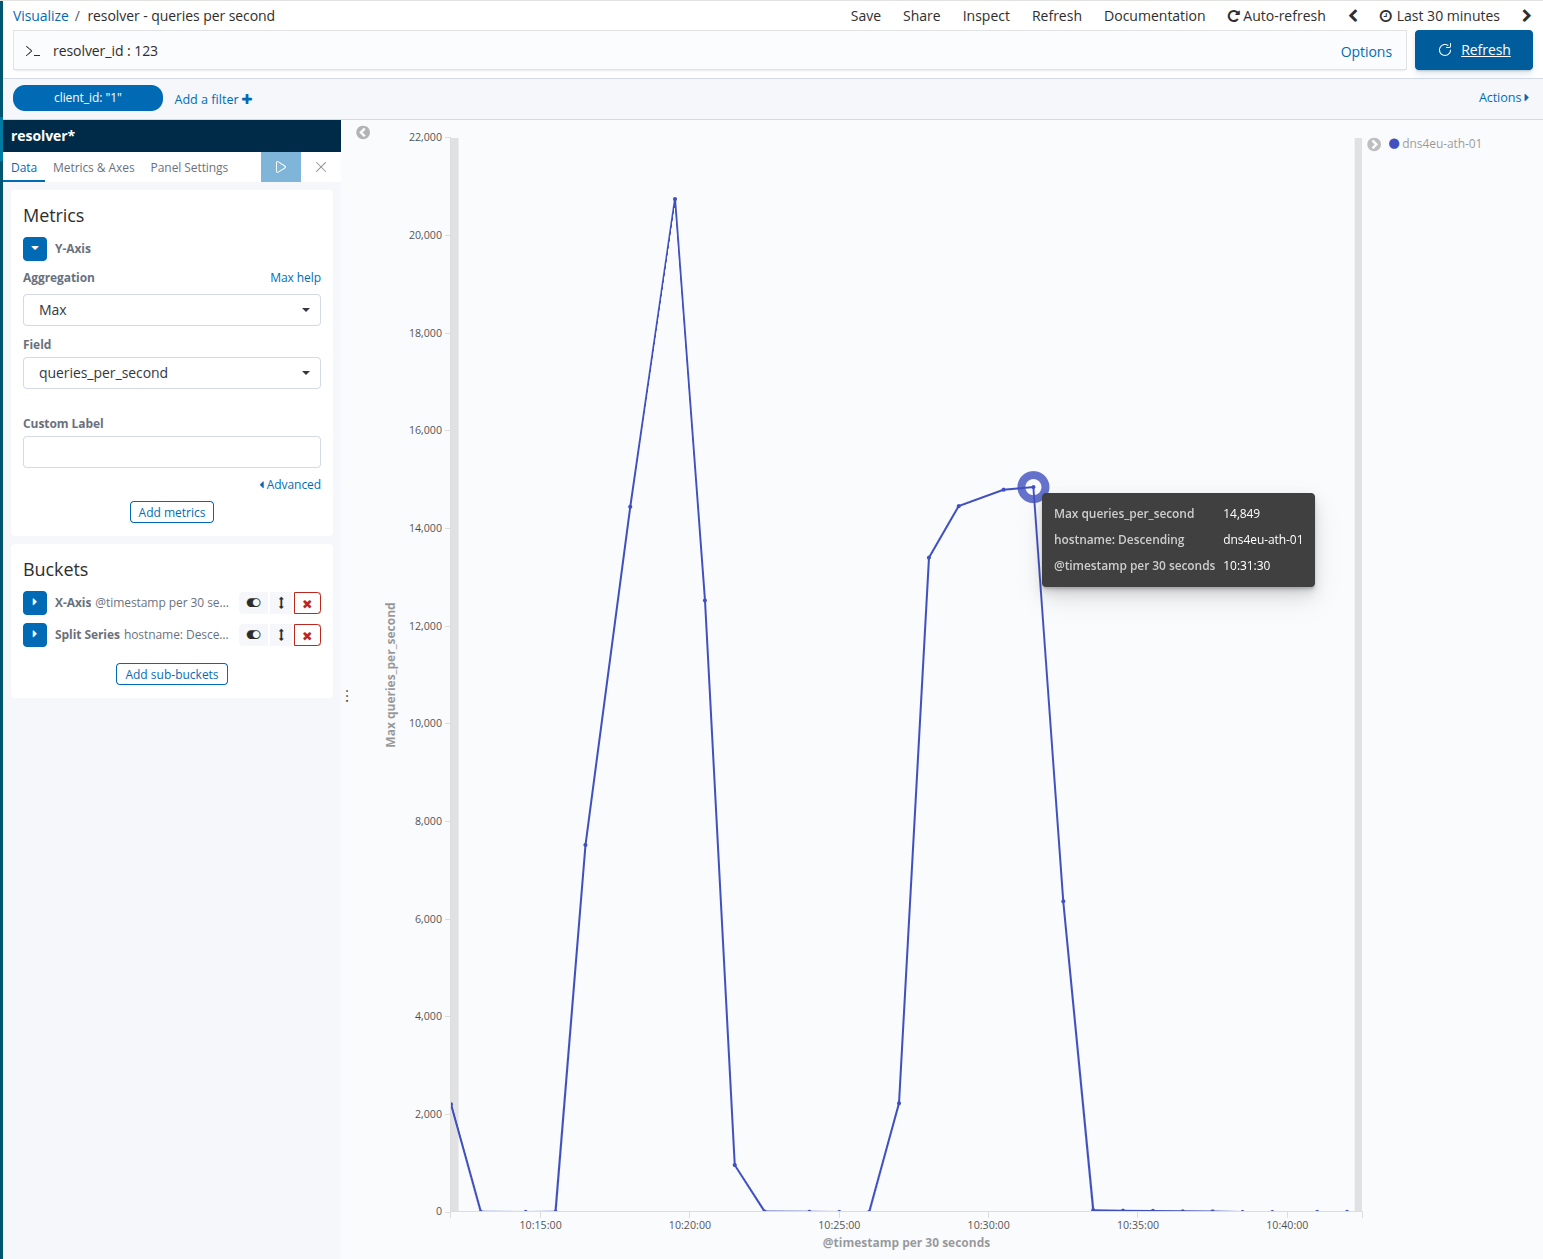 Visualize / resolver - queries per second
Save Share Inspect Refresh Documentation Auto-refresh Last 30 minutes
>_ resolver_id : 123
Options
Refresh
client_id: "1"
Add a filter
Actions
resolver*
Data Metrics & Axes Panel Settings
Metrics
Y-Axis
Aggregation Max help
Max
Field
queries_per_second
Custom Label
Advanced
Add metrics
Buckets
X-Axis @timestamp per 30 se...
Split Series hostname: Desce...
Add sub-buckets
22,000
20,000
18,000
16,000
14,000
12,000
10,000
8,000
6,000
4,000
2,000
0
Max queries_per_second
10:15:00 10:20:00 10:25:00 10:30:00 10:35:00 10:40:00
@timestamp per 30 seconds
Max queries_per_second 14,849
hostname: Descending dns4eu-ath-01
@timestamp per 30 seconds 10:31:30
dns4eu-ath-01